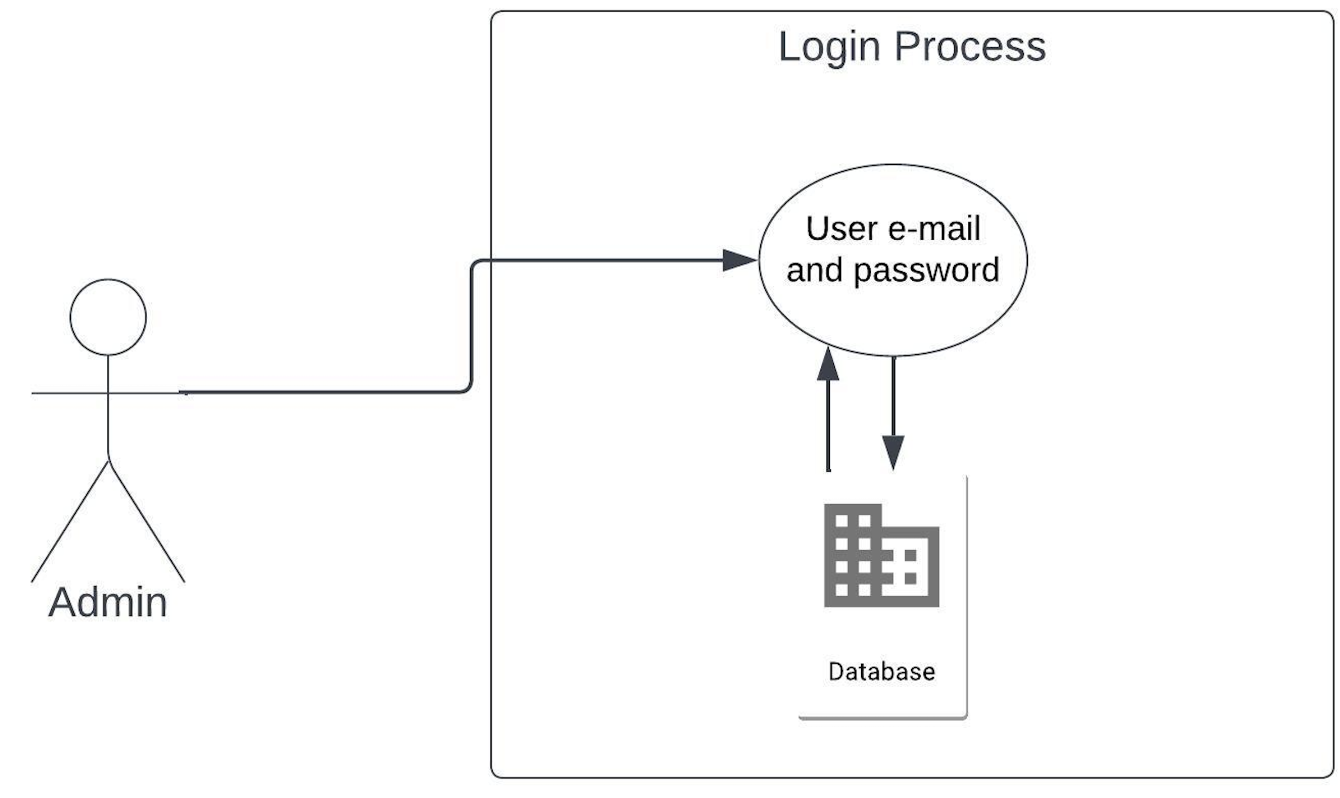 Login Process
User e-mail
and password
Admin
Database